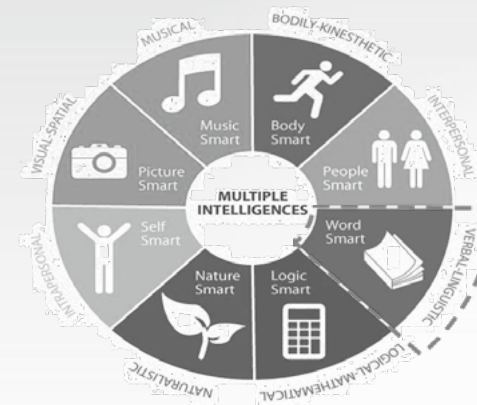 MUSICAL
BODILY-KINESTHETIC
INTERPERSONAL
VERBAL-LINGUISTIC
LOGICAL-MATHEMATICAL
NATURALISTIC
INTRAPERSONAL
VISUAL-SPATIAL
Music
Smart
Body
Smart
People
Smart
Word
Smart
Logic
Smart
Nature
Smart
Self
Smart
Picture
Smart
MULTIPLE
INTELLIGENCES